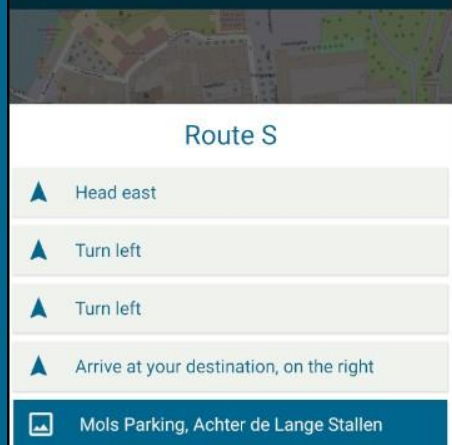 Route S
Head east
Turn left
Turn left
Arrive at your destination, on the right
Mols Parking, Achter de Lange Stallen